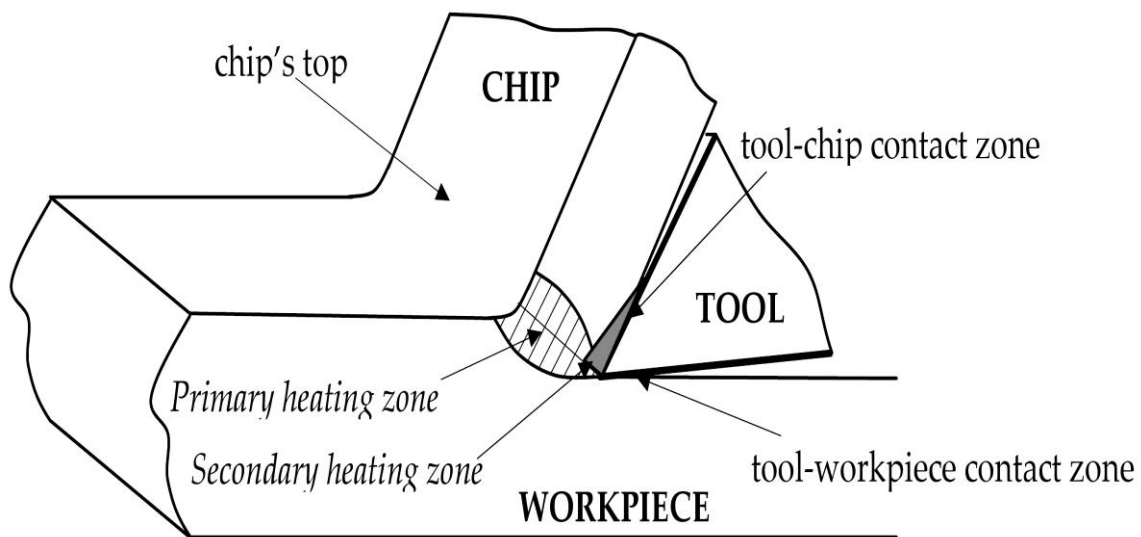 chip's top
CHIP
tool-chip contact zone
TOOL
Primary heating zone
Secondary heating zone
tool-workpiece contact zone
WORKPIECE